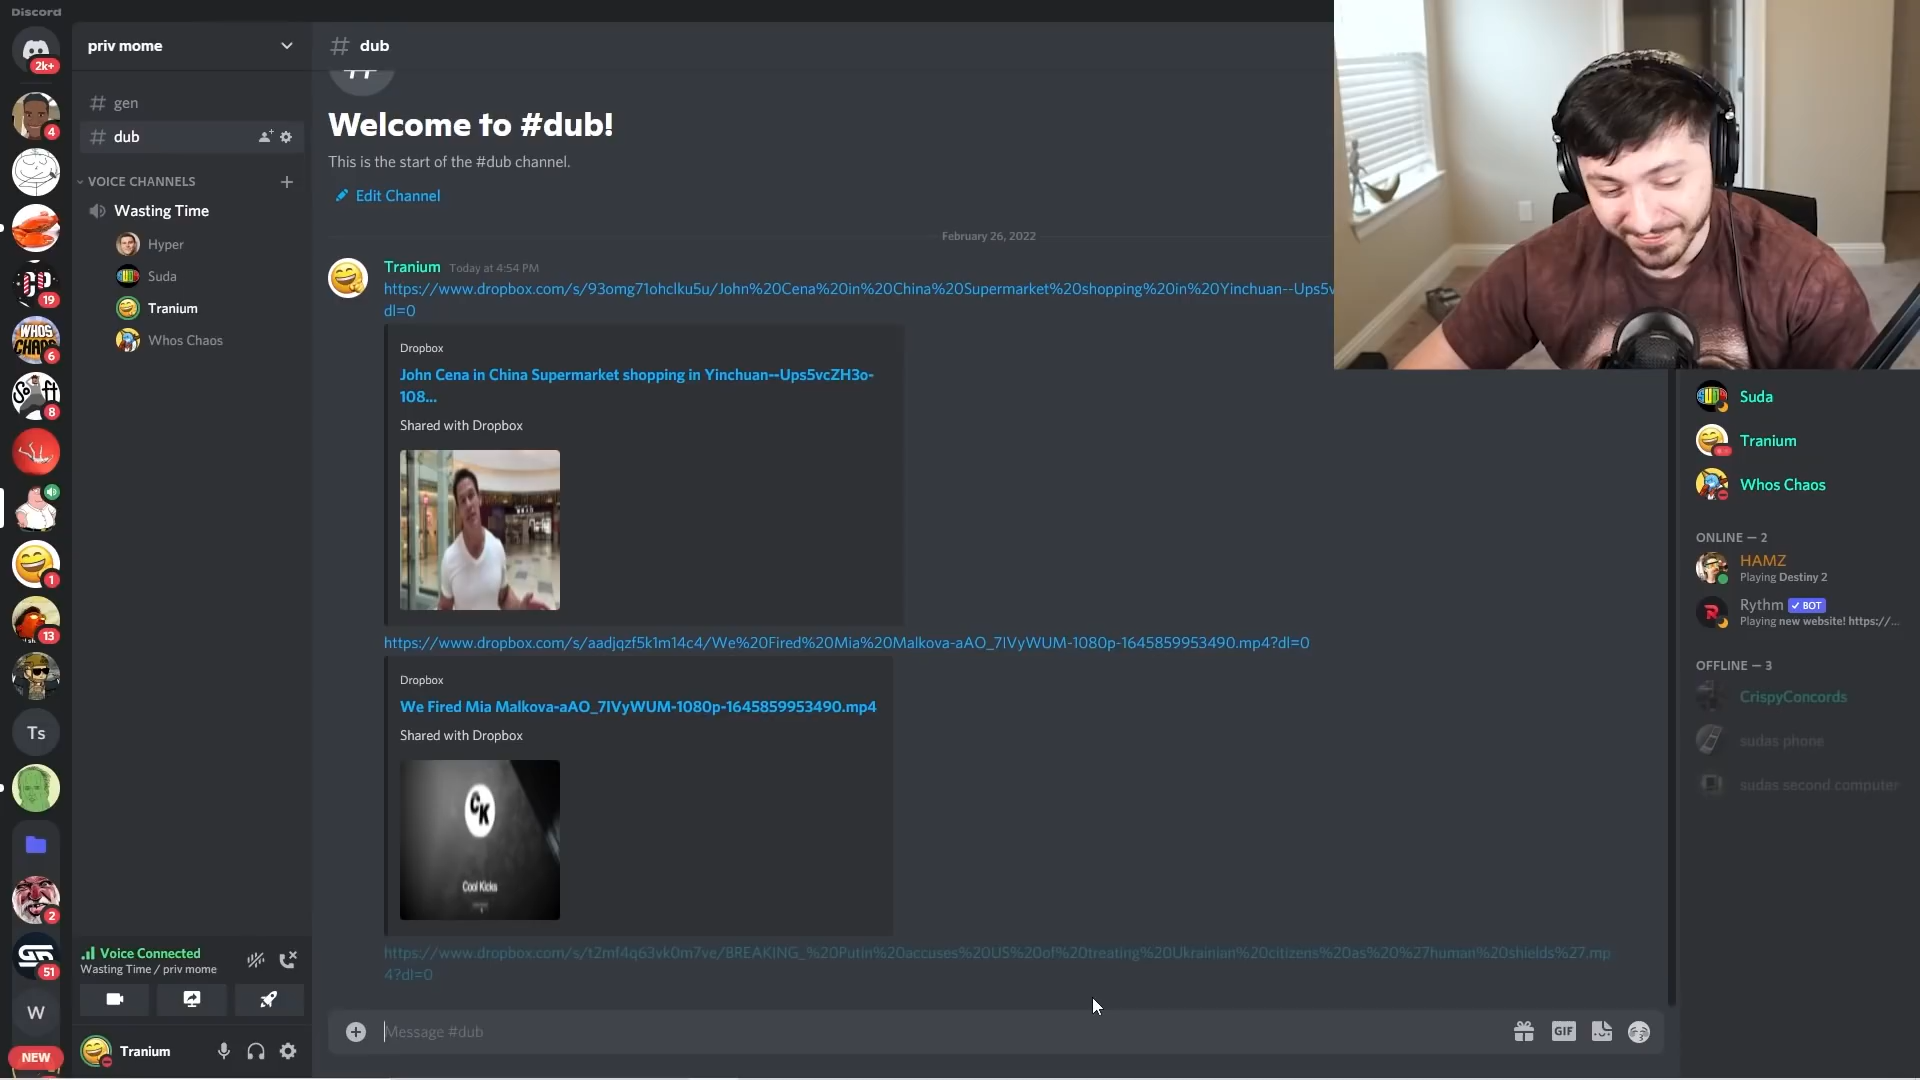 Discord
2k+
priv mome
# dub
4
# gen
Welcome to #dub!
# dub
This is the start of the #dub channel.
VOICE CHANNELS
Edit Channel
Wasting Time
February 26, 2022
Hyper
Tranium Today at 4:54 PM
Suda
https://www.dropbox.com/s/93omg71ohclku5u/John%20Cena%20in%20China%20Supermarket%20shopping%20in%20Yinchuan--Ups5v
19
Tranium
dl=0
WHOS
CHAOS
6
Whos Chaos
Dropbox
John Cena in China Supermarket shopping in Yinchuan--Ups5vcZH3o-
108...
Soft
8
Suda
Shared with Dropbox
Tranium
Whos Chaos
ONLINE — 2
HAMZ
Playing Destiny 2
1
Rythm BOT
Playing new website! https://...
13
https://www.dropbox.com/s/aadjqzf5k1m14c4/We%20Fired%20Mia%20Malkova-aAO_7IVyWUM-1080p-1645859953490.mp4?dl=0
OFFLINE — 3
Dropbox
CrispyConcords
We Fired Mia Malkova-aAO_7IVyWUM-1080p-1645859953490.mp4
Ts
Shared with Dropbox
sudas phone
sudas second computer
CK
Cool Kicks
2
Voice Connected
https://www.dropbox.com/s/t2mf4q63vk0m7ve/BREAKING_%20Putin%20accuses%20US%20of%20treating%20Ukrainian%20citizens%20as%20%27human%20shields%27.mp
51
Wasting Time / priv mome
4?dl=0
W
Message #dub
GIF
NEW
Tranium